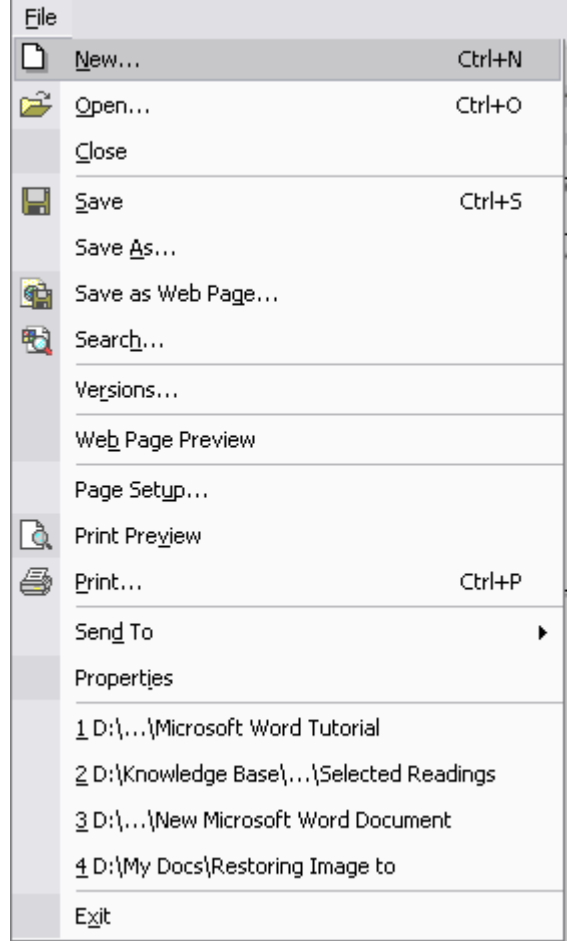 File
New... Ctrl+N
Open... Ctrl+O
Close
Save Ctrl+S
Save As...
Save as Web Page...
Search...
Versions...
Web Page Preview
Page Setup...
Print Preview
Print... Ctrl+P
Send To
Properties
1 D:\...\Microsoft Word Tutorial
2 D:\Knowledge Base\...\Selected Readings
3 D:\...\New Microsoft Word Document
4 D:\My Docs\Restoring Image to
Exit